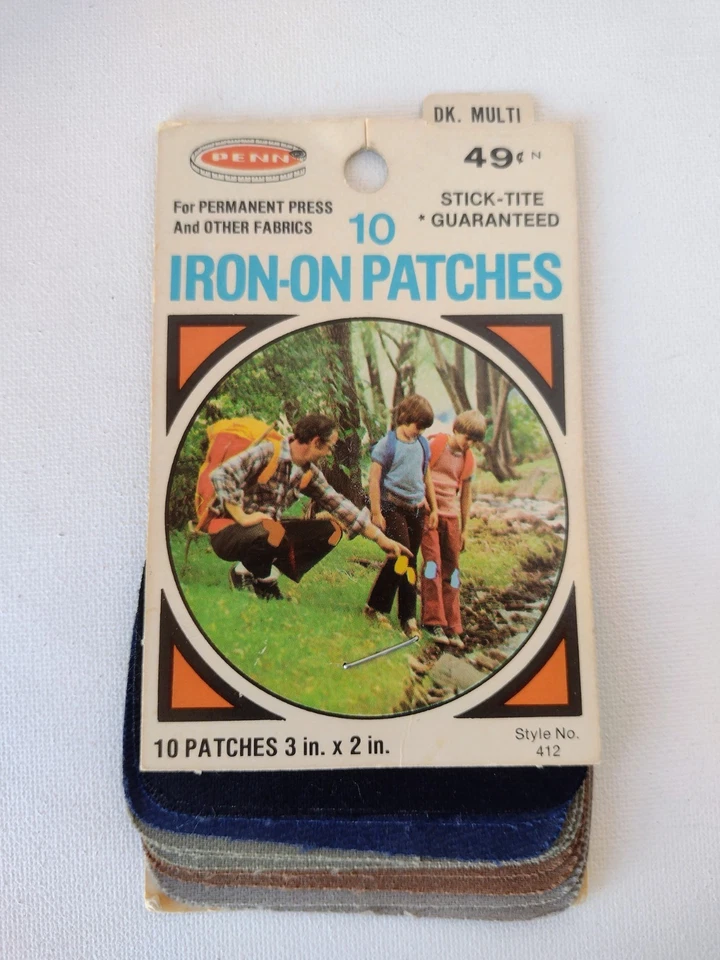 DK. MULTI
PENN
49¢ N
For PERMANENT PRESS
And OTHER FABRICS
STICK-TITE
* GUARANTEED
10
IRON-ON PATCHES
10 PATCHES 3 in. x 2 in.
Style No.
412